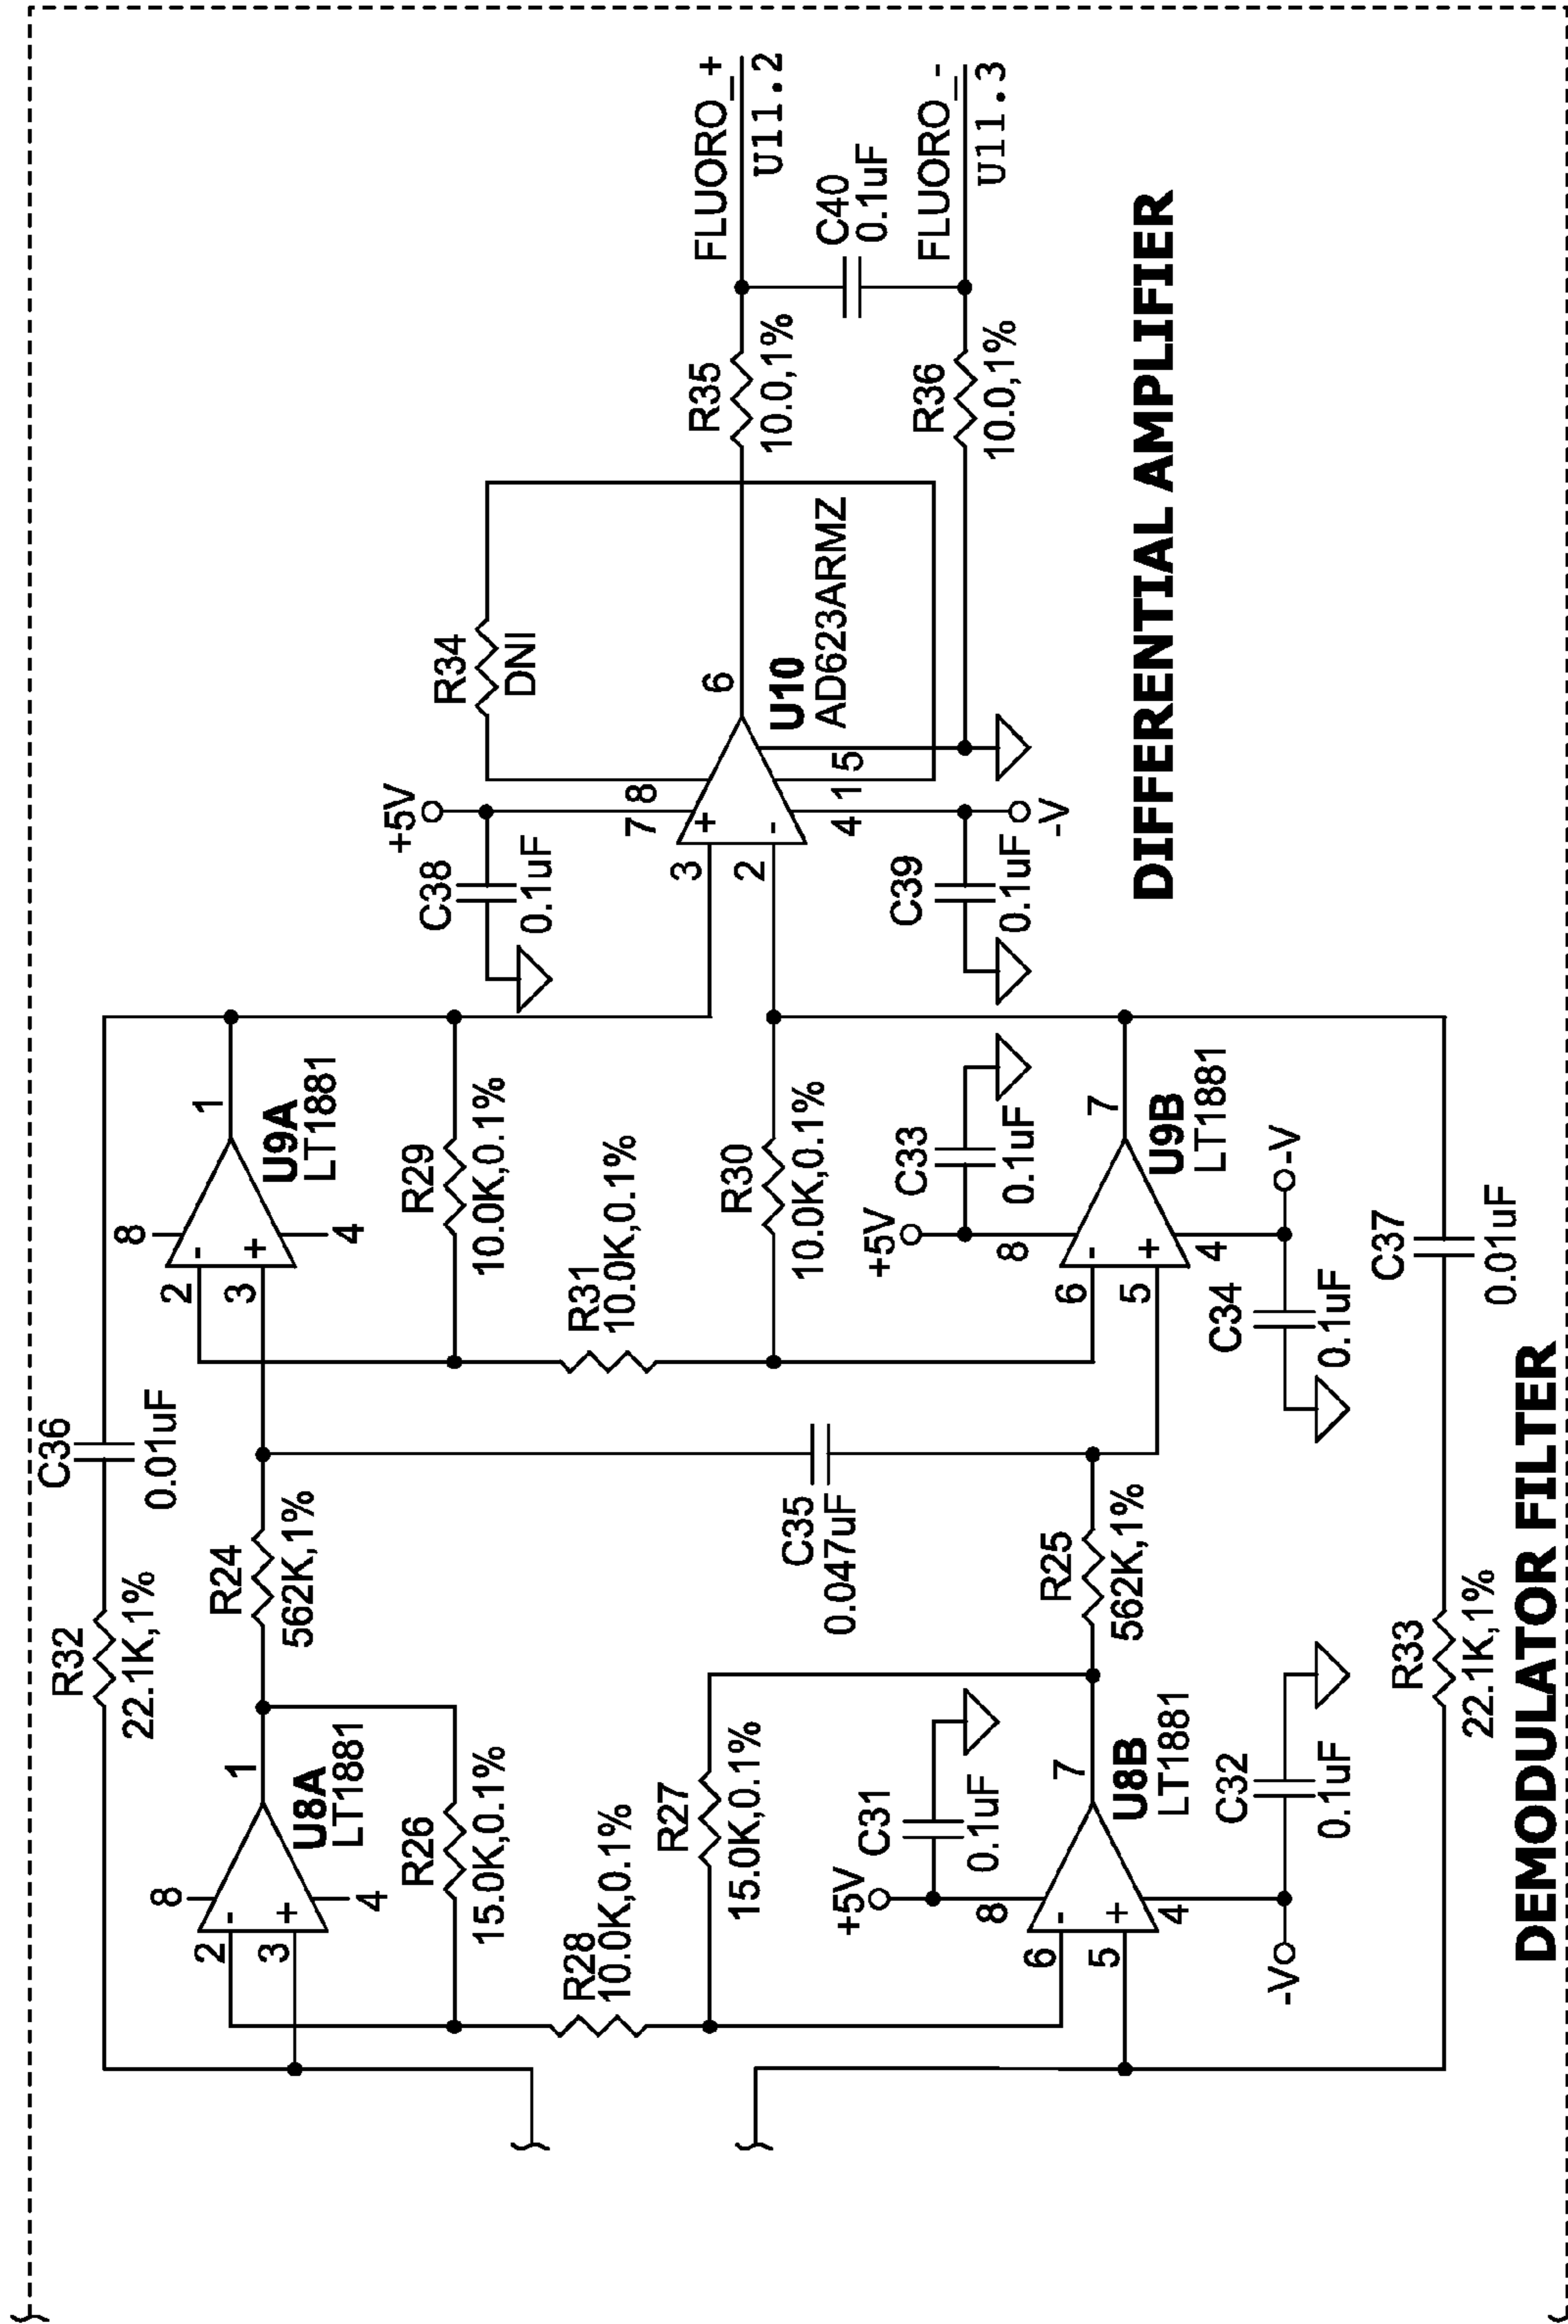 C36
0.01uF
R32
22.1K,1%
8
2
3
1
4
U8A
LT1881
R24
562K,1%
R26
15.0K,0.1%
R28
10.0K,0.1%
R27
15.0K,0.1%
+5V
C31
0.1uF
8
6
5
7
4
U8B
LT1881
-V
C32
0.1uF
R25
562K,1%
C35
0.047uF
R33
22.1K,1%
C37
0.01uF
DEMODULATOR FILTER
8
2
3
1
4
U9A
LT1881
R29
10.0K,0.1%
R31
10.0K,0.1%
R30
10.0K,0.1%
+5V
C33
0.1uF
8
6
5
7
4
U9B
LT1881
-V
C34
0.1uF
+5V
C38
0.1uF
R34
DNI
7
8
3
2
6
4
1
5
U10
AD623ARMZ
C39
0.1uF
-V
R35
10.0,1%
R36
10.0,1%
C40
0.1uF
FLUORO_+
U11.2
FLUORO_-
U11.3
DIFFERENTIAL AMPLIFIER